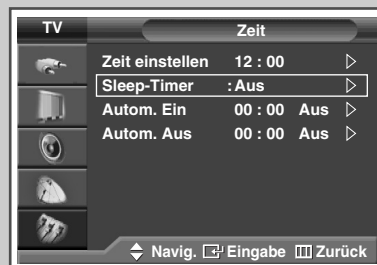 TV Zeit
Zeit einstellen 12 : 00
Sleep-Timer : Aus
Autom. Ein 00 : 00 Aus
Autom. Aus 00 : 00 Aus
Navig. Eingabe Zurück